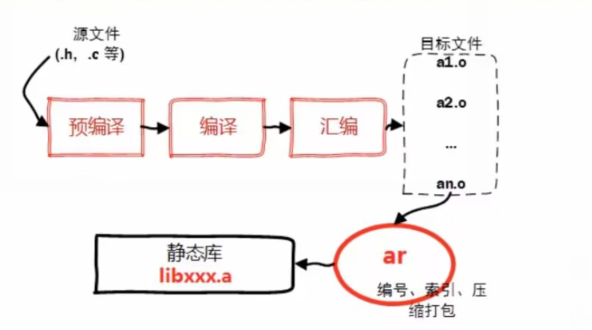 源文件
(.h, .c 等)
预编译
编译
汇编
目标文件
a1.o
a2.o
...
an.o
ar
编号、索引、压
缩打包
静态库
libxxx.a